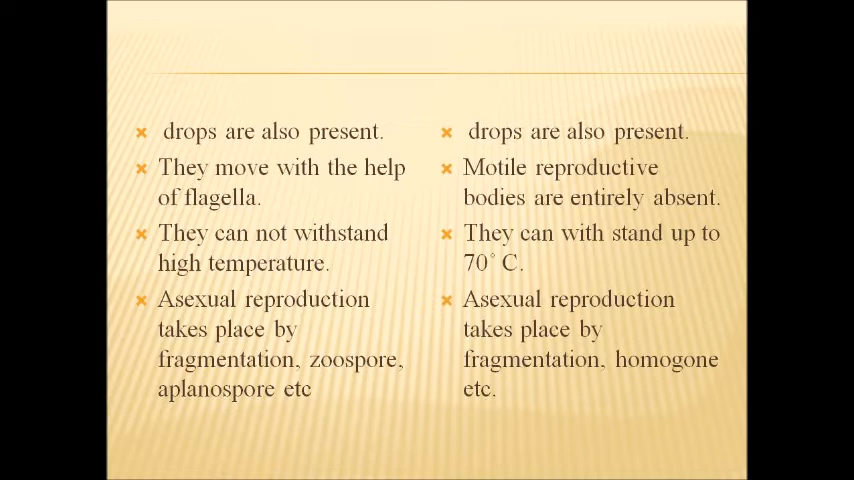 drops are also present.
They move with the help
of flagella.
They can not withstand
high temperature.
Asexual reproduction
takes place by
fragmentation, zoospore,
aplanospore etc
drops are also present.
Motile reproductive
bodies are entirely absent.
They can with stand up to
70° C.
Asexual reproduction
takes place by
fragmentation, homogone
etc.